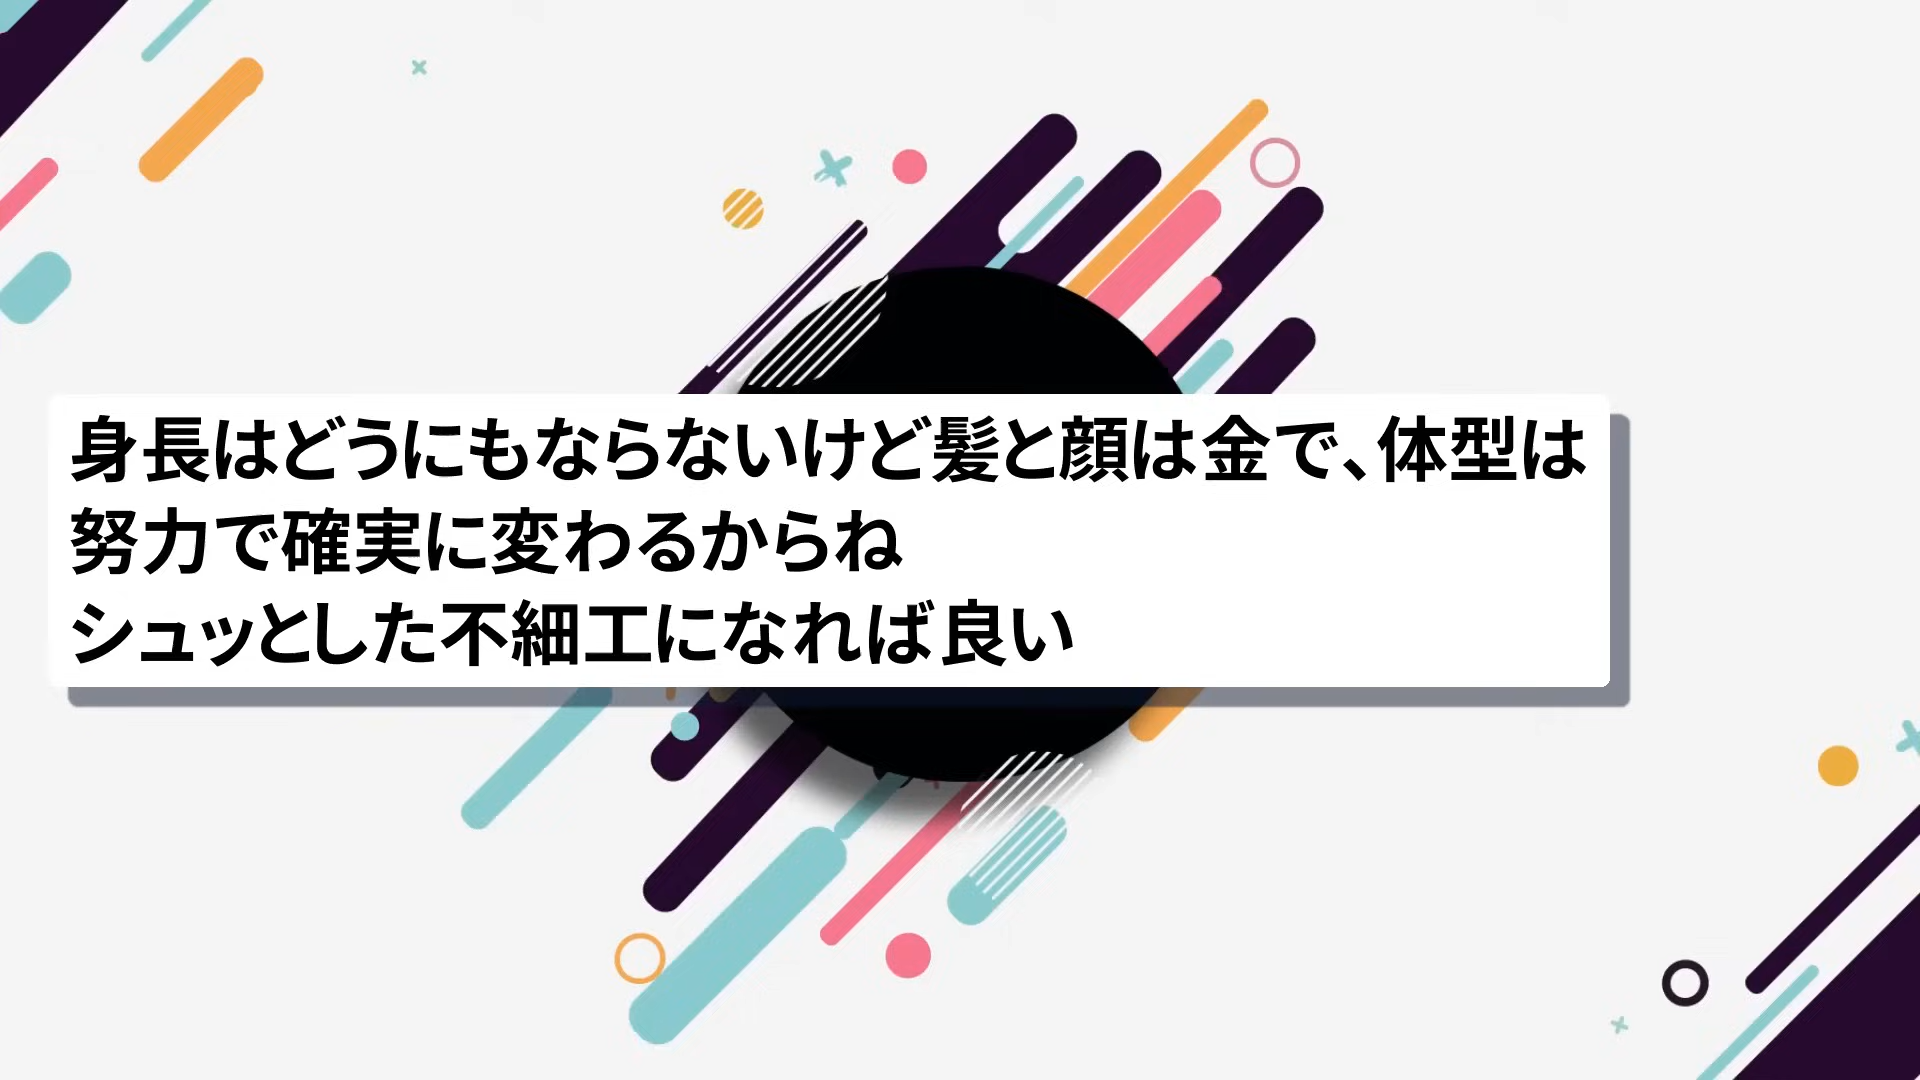 身長はどうにもならないけど髪と顔は金で、体型は
努力で確実に変わるからね
シュッとした不細工になれば良い